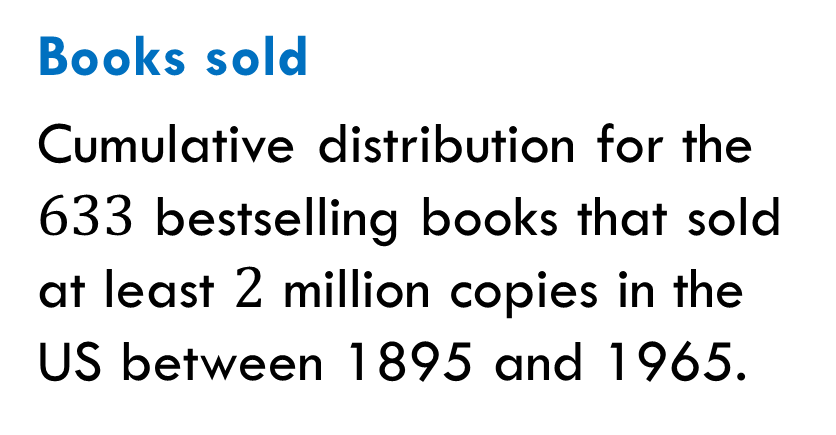 Books sold
Cumulative distribution for the
633 bestselling books that sold
at least 2 million copies in the
US between 1895 and 1965.